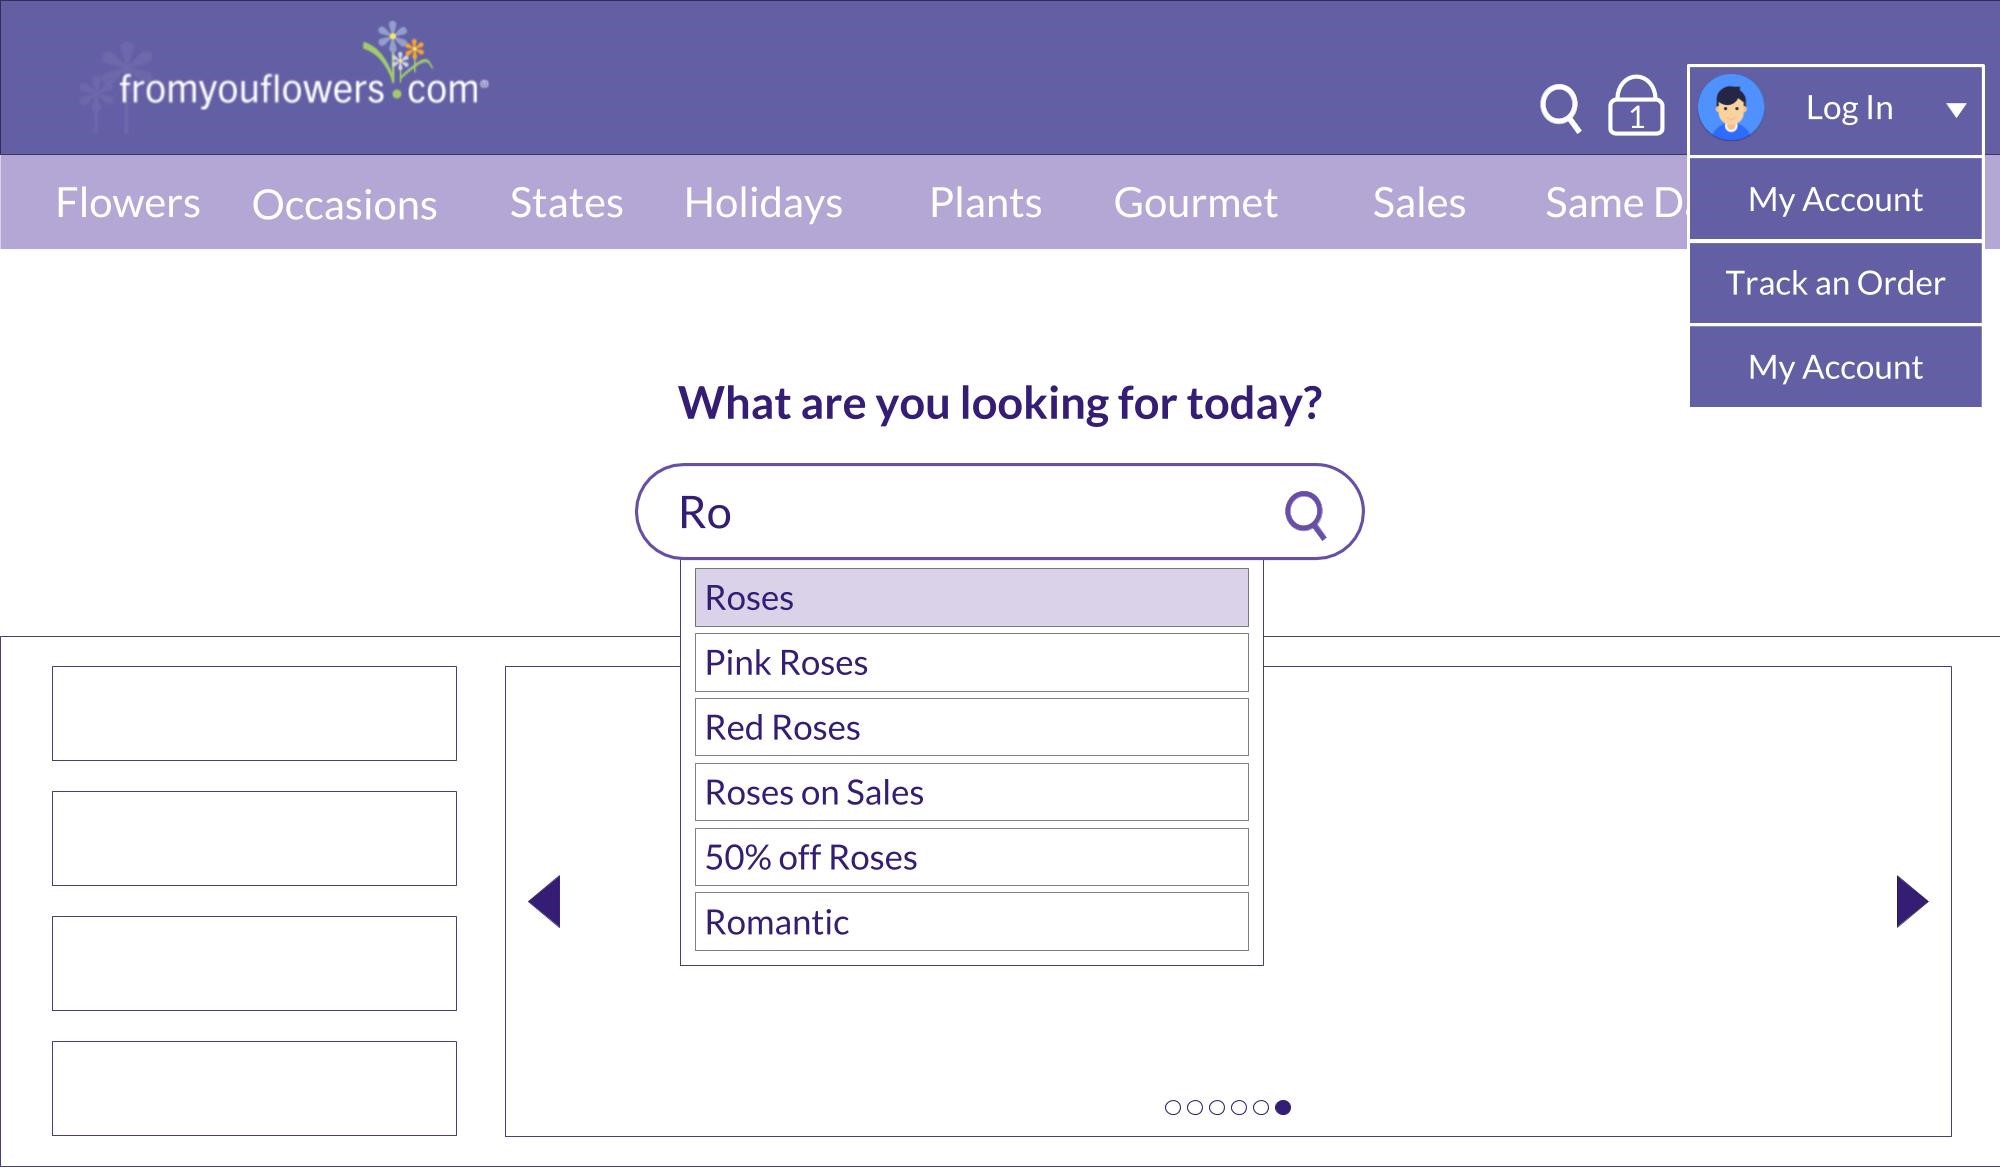 fromyouflowers.com®
1
Log In
Flowers Occasions States Holidays Plants Gourmet Sales Same
My Account
Track an Order
My Account
What are you looking for today?
Ro
Roses
Pink Roses
Red Roses
Roses on Sales
50% off Roses
Romantic